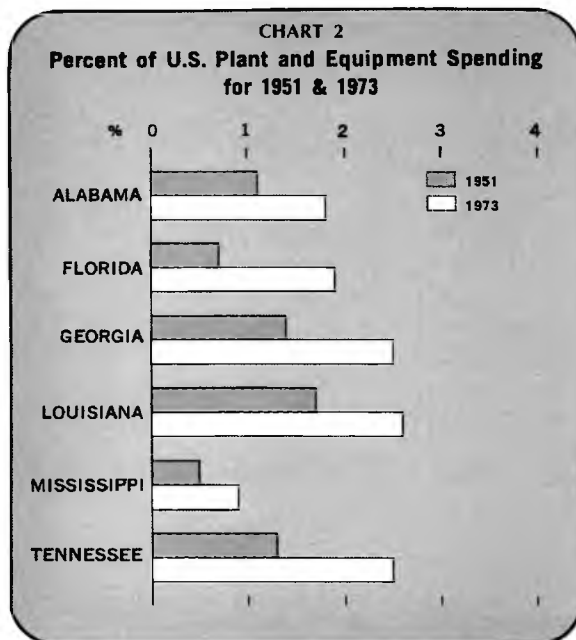 CHART 2
Percent of U.S. Plant and Equipment Spending
for 1951 & 1973
% 0 1 2 3 4
1951
1973
ALABAMA
FLORIDA
GEORGIA
LOUISIANA
MISSISSIPPI
TENNESSEE